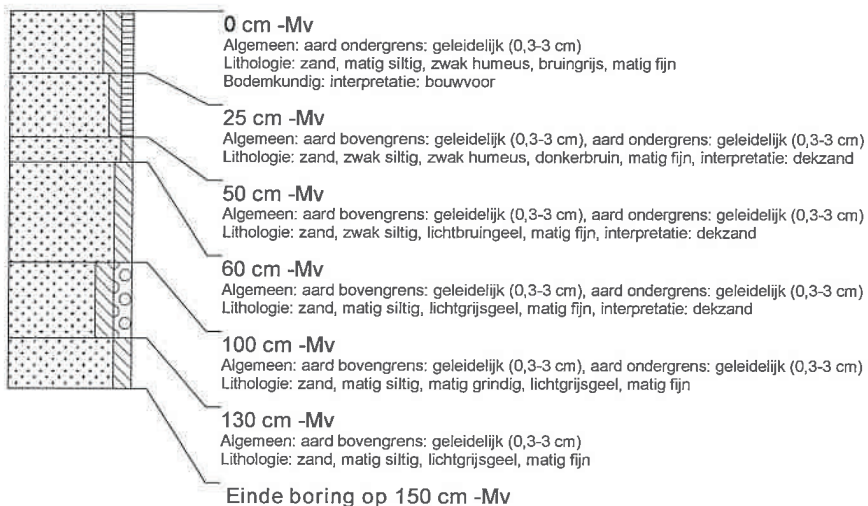 0 cm -Mv
Algemeen: aard ondergrens: geleidelijk (0,3-3 cm)
Lithologie: zand, matig siltig, zwak humeus, bruingrijs, matig fijn
Bodemkundig: interpretatie: bouwvoor
25 cm -Mv
Algemeen: aard bovengrens: geleidelijk (0,3-3 cm), aard ondergrens: geleidelijk (0,3-3 cm)
Lithologie: zand, zwak siltig, zwak humeus, donkerbruin, matig fijn, interpretatie: dekzand
50 cm -Mv
Algemeen: aard bovengrens: geleidelijk (0,3-3 cm), aard ondergrens: geleidelijk (0,3-3 cm)
Lithologie: zand, zwak siltig, lichtbruingeel, matig fijn, interpretatie: dekzand
60 cm -Mv
Algemeen: aard bovengrens: geleidelijk (0,3-3 cm), aard ondergrens: geleidelijk (0,3-3 cm)
Lithologie: zand, matig siltig, lichtgrijsgeel, matig fijn, interpretatie: dekzand
100 cm -Mv
Algemeen: aard bovengrens: geleidelijk (0,3-3 cm), aard ondergrens: geleidelijk (0,3-3 cm)
Lithologie: zand, matig siltig, matig grindig, lichtgrijsgeel, matig fijn
130 cm -Mv
Algemeen: aard bovengrens: geleidelijk (0,3-3 cm)
Lithologie: zand, matig siltig, lichtgrijsgeel, matig fijn
Einde boring op 150 cm -Mv